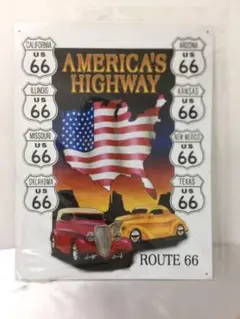 AMERICA'S
HIGHWAY
CALIFORNIA
US
66
ILLINOIS
US
66
MISSOURI
US
66
OKLAHOMA
US
66
ARIZONA
US
66
KANSAS
US
66
NEW MEXICO
US
66
TEXAS
US
66
ROUTE 66